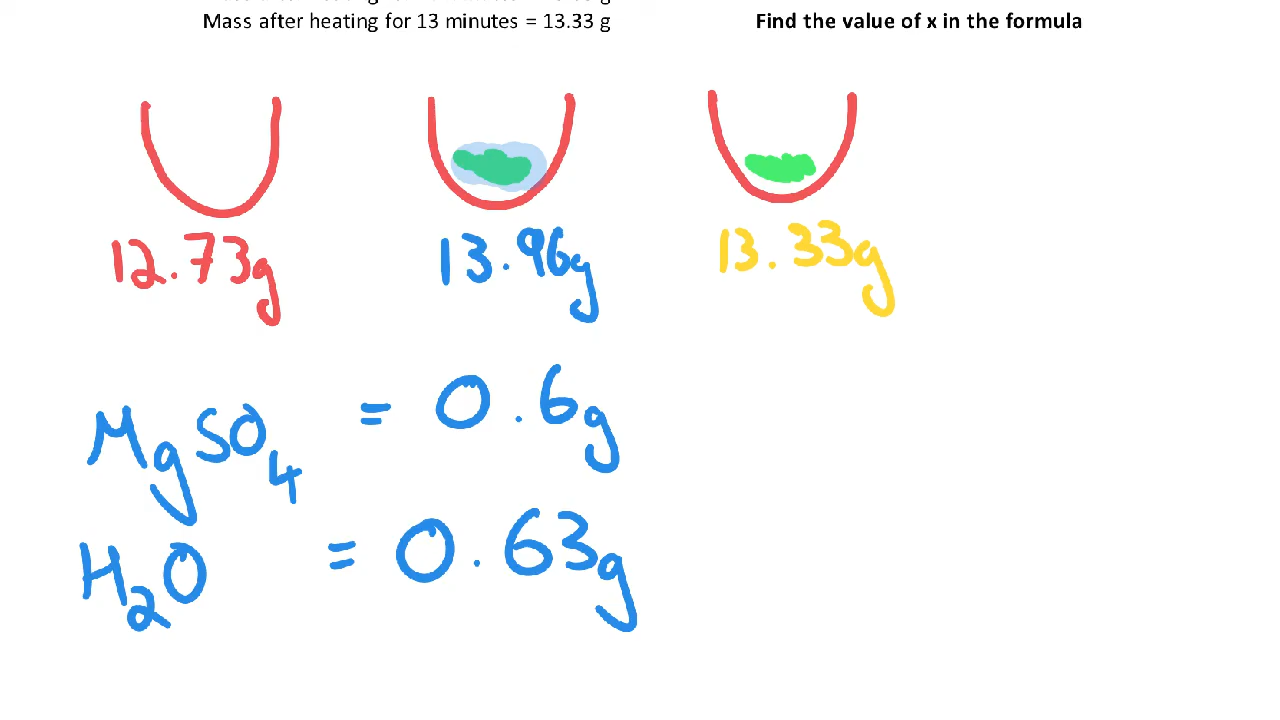 Mass after heating for 13 minutes = 13.33 g
Find the value of x in the formula
12.73g
13.96g
13.33g
MgSO4 = 0.6g
H2O = 0.63g